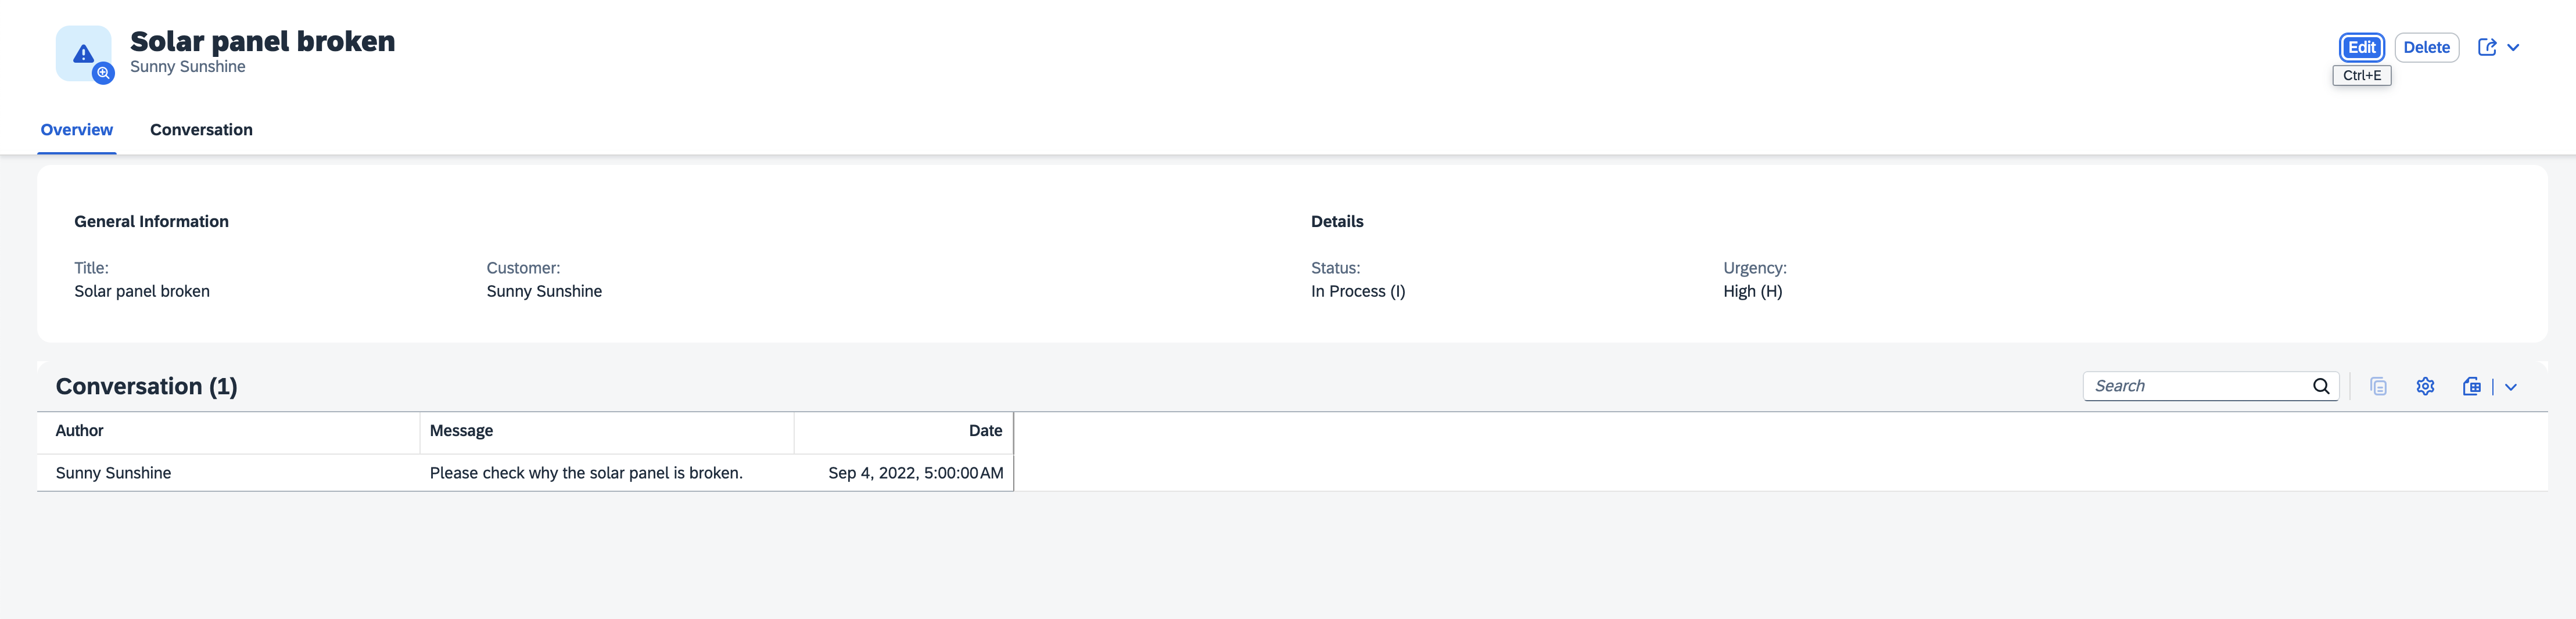 Solar panel broken
Sunny Sunshine
Edit
Delete
Ctrl+E
Overview
Conversation
General Information
Details
Title:
Customer:
Status:
Urgency:
Solar panel broken
Sunny Sunshine
In Process (I)
High (H)
Conversation (1)
Search
Author
Message
Date
Sunny Sunshine
Please check why the solar panel is broken.
Sep 4, 2022, 5:00:00 AM